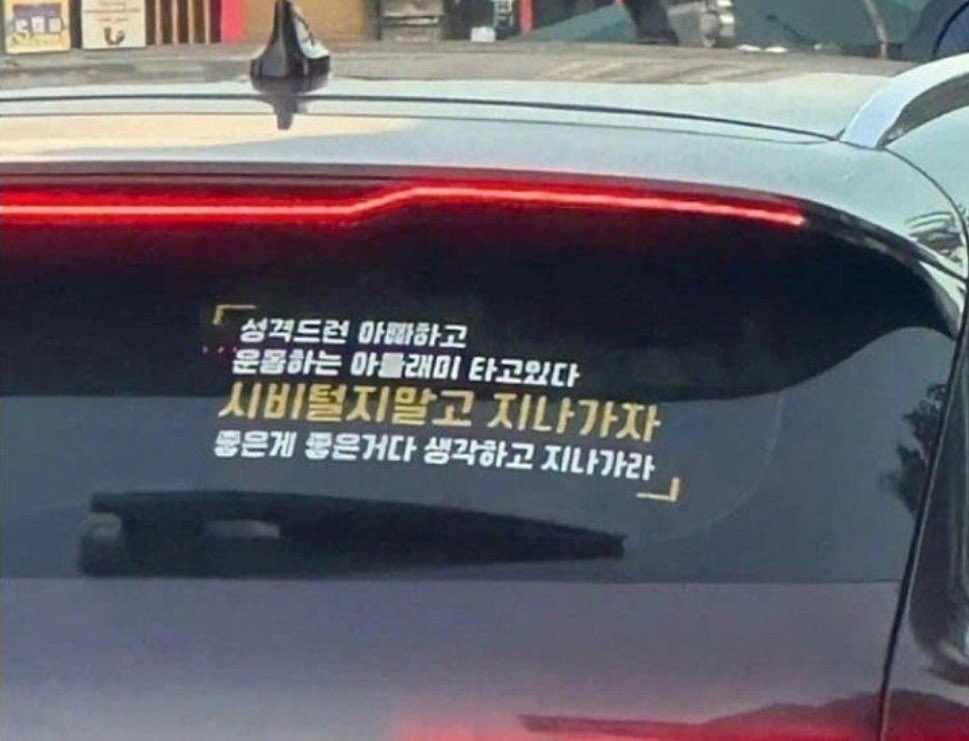 성격드런 아빠하고
운동하는 아들래미 타고있다
시비털지말고 지나가자
좋은게 좋은거다 생각하고 지나가라